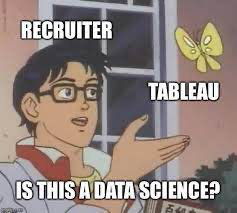 RECRUITER
TABLEAU
IS THIS A DATA SCIENCE?